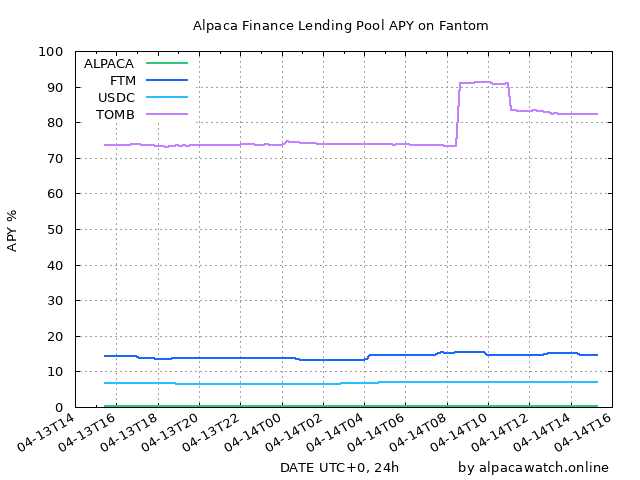 Alpaca Finance Lending Pool APY on Fantom
100
90
80
70
60
50
40
30
20
10
0
APY %
ALPACA
FTM
USDC
TOMB
04-13T14
04-13T16
04-13T18
04-13T20
04-13T22
04-14T00
04-14T02
04-14T04
04-14T06
04-14T08
04-14T10
04-14T12
04-14T14
04-14T16
DATE UTC+0, 24h
by alpacawatch.online